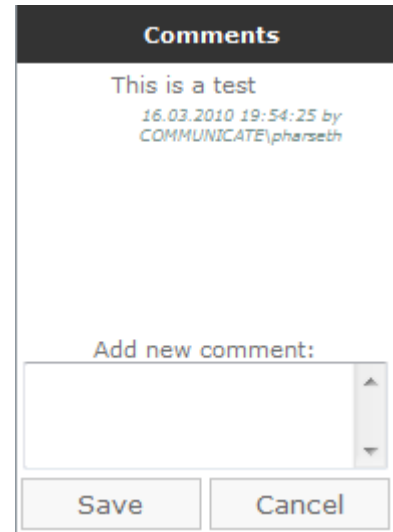 Comments
This is a test
16.03.2010 19:54:25 by
COMMUNICATE\pharseth
Add new comment:
Save
Cancel